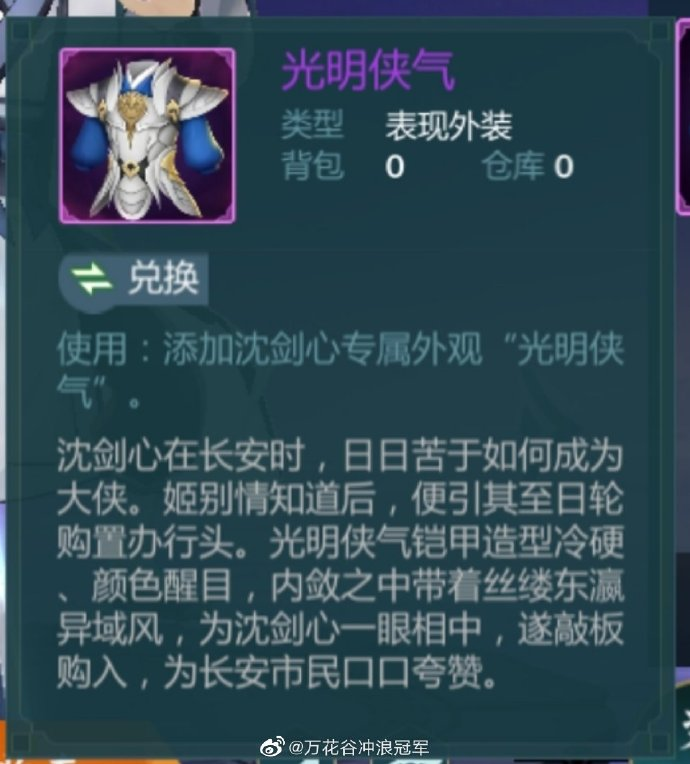 光明侠气
类型 表现外装
背包 0 仓库 0
兑换
使用：添加沈剑心专属外观“光明侠
气”。
沈剑心在长安时，日日苦于如何成为
大侠。姬别情知道后，便引其至日轮
购置办行头。光明侠气铠甲造型冷硬
、颜色醒目，内敛之中带着丝缕东瀛
异域风，为沈剑心一眼相中，遂敲板
购入，为长安市民口口夸赞。
@万花谷冲浪冠军